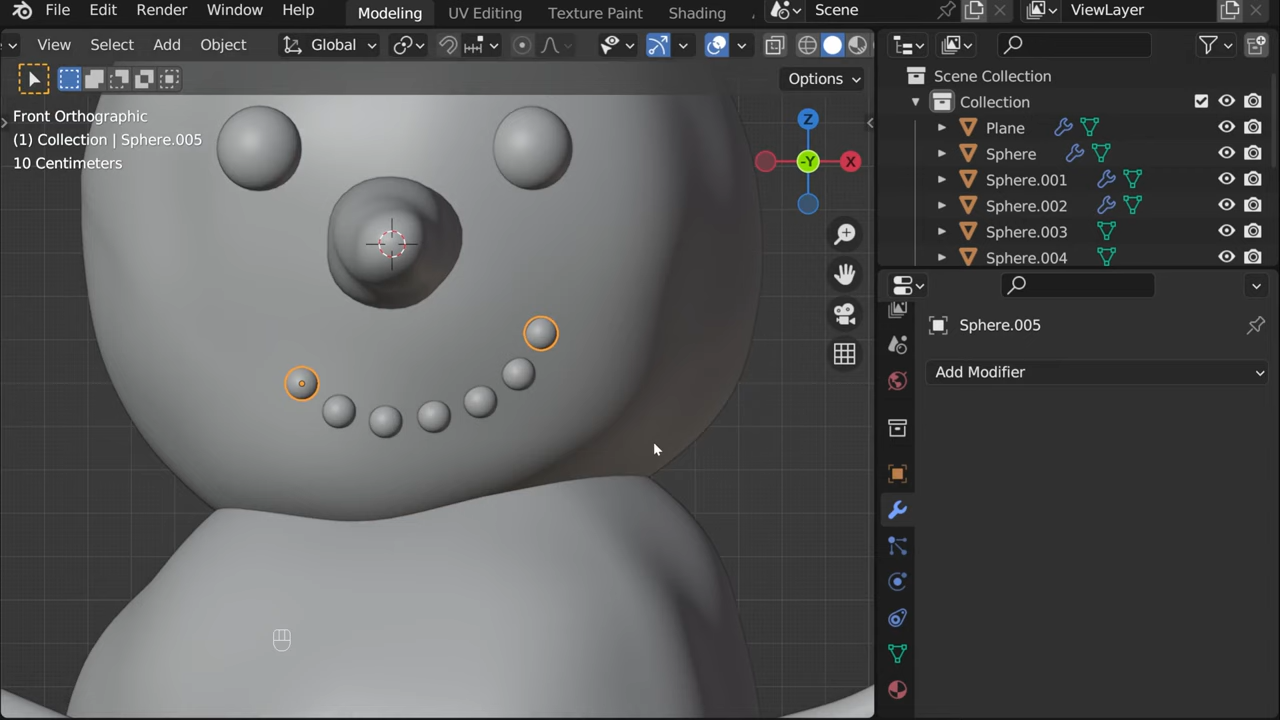 File Edit Render Window Help Modeling UV Editing Texture Paint Shading Scene ViewLayer
View Select Add Object Global
Options
Front Orthographic
(1) Collection | Sphere.005
10 Centimeters
Z
-Y
X
Scene Collection
Collection
Plane
Sphere
Sphere.001
Sphere.002
Sphere.003
Sphere.004
Sphere.005
Add Modifier